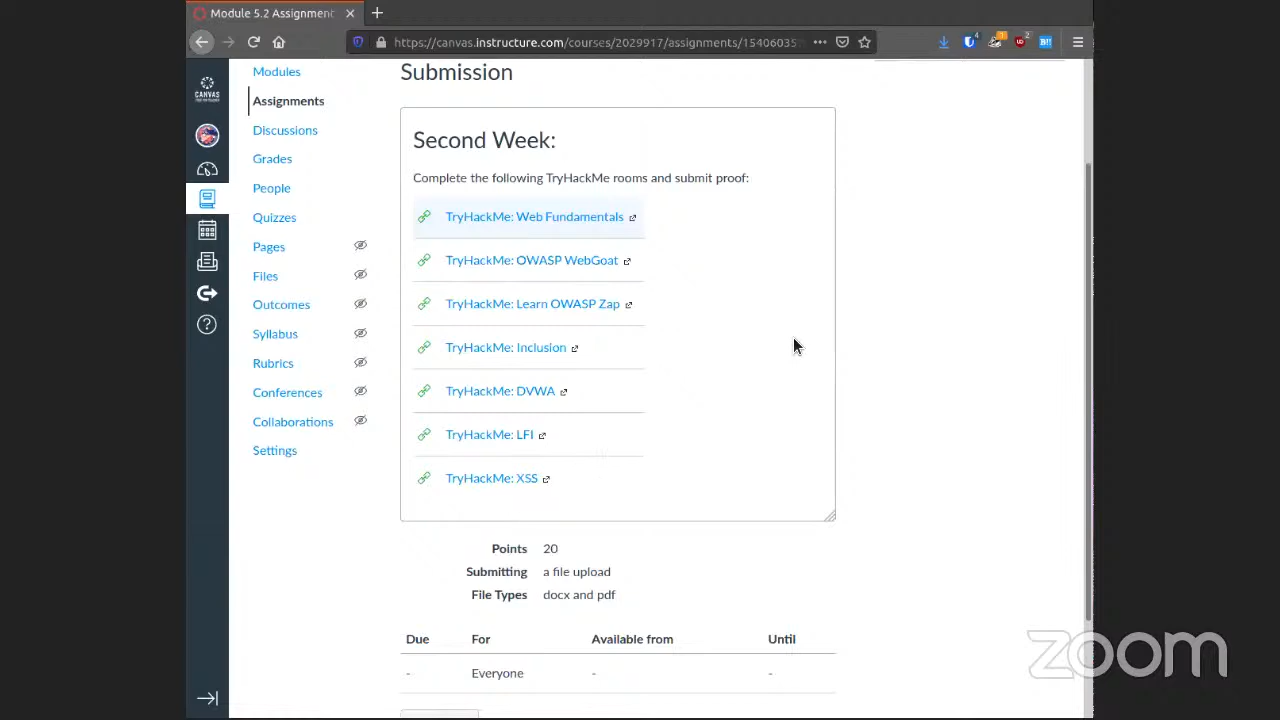 Module 5.2 Assignment
https://canvas.instructure.com/courses/2029917/assignments/15406035
CANVAS
Modules
Assignments
Discussions
Grades
People
Quizzes
Pages
Files
Outcomes
Syllabus
Rubrics
Conferences
Collaborations
Settings
Submission
Second Week:
Complete the following TryHackMe rooms and submit proof:
TryHackMe: Web Fundamentals
TryHackMe: OWASP WebGoat
TryHackMe: Learn OWASP Zap
TryHackMe: Inclusion
TryHackMe: DVWA
TryHackMe: LFI
TryHackMe: XSS
Points 20
Submitting a file upload
File Types docx and pdf
Due For Available from Until
- Everyone - -
zoom